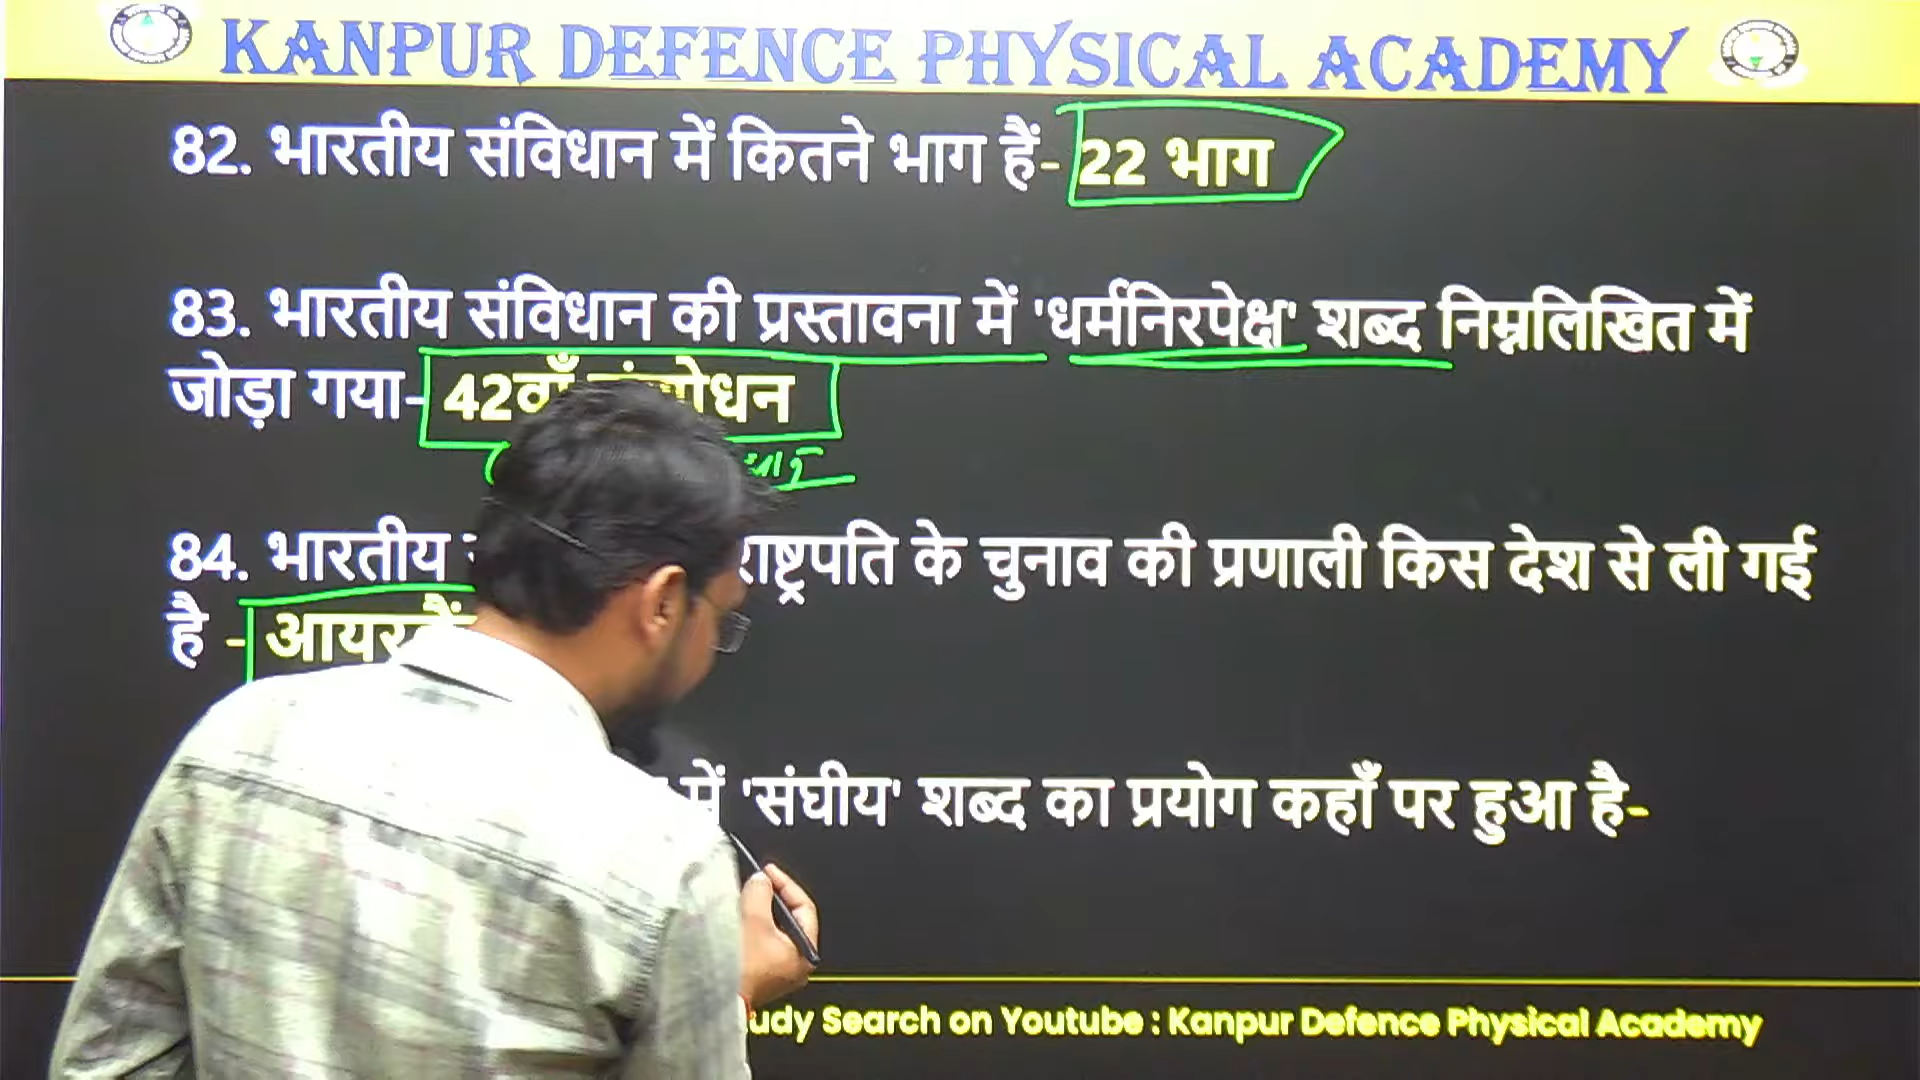 KANPUR DEFENCE PHYSICAL ACADEMY
82. भारतीय संविधान में कितने भाग हैं- 22 भाग
83. भारतीय संविधान की प्रस्तावना में 'धर्मनिरपेक्ष' शब्द निम्नलिखित में
जोड़ा गया- 42वाँ
84. भारतीय राष्ट्रपति के चुनाव की प्रणाली किस देश से ली गई
है -
में 'संघीय' शब्द का प्रयोग कहाँ पर हुआ है-
Search on Youtube : Kanpur Defence Physical Academy